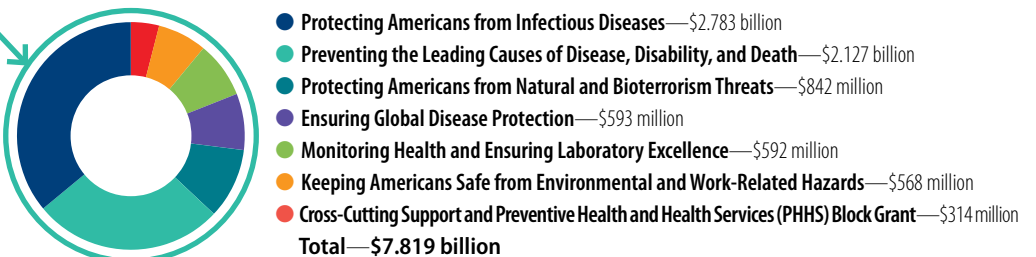 Protecting Americans from Infectious Diseases—$2.783 billion
Preventing the Leading Causes of Disease, Disability, and Death—$2.127 billion
Protecting Americans from Natural and Bioterrorism Threats—$842 million
Ensuring Global Disease Protection—$593 million
Monitoring Health and Ensuring Laboratory Excellence—$592 million
Keeping Americans Safe from Environmental and Work-Related Hazards—$568 million
Cross-Cutting Support and Preventive Health and Health Services (PHHS) Block Grant—$314 million
Total—$7.819 billion